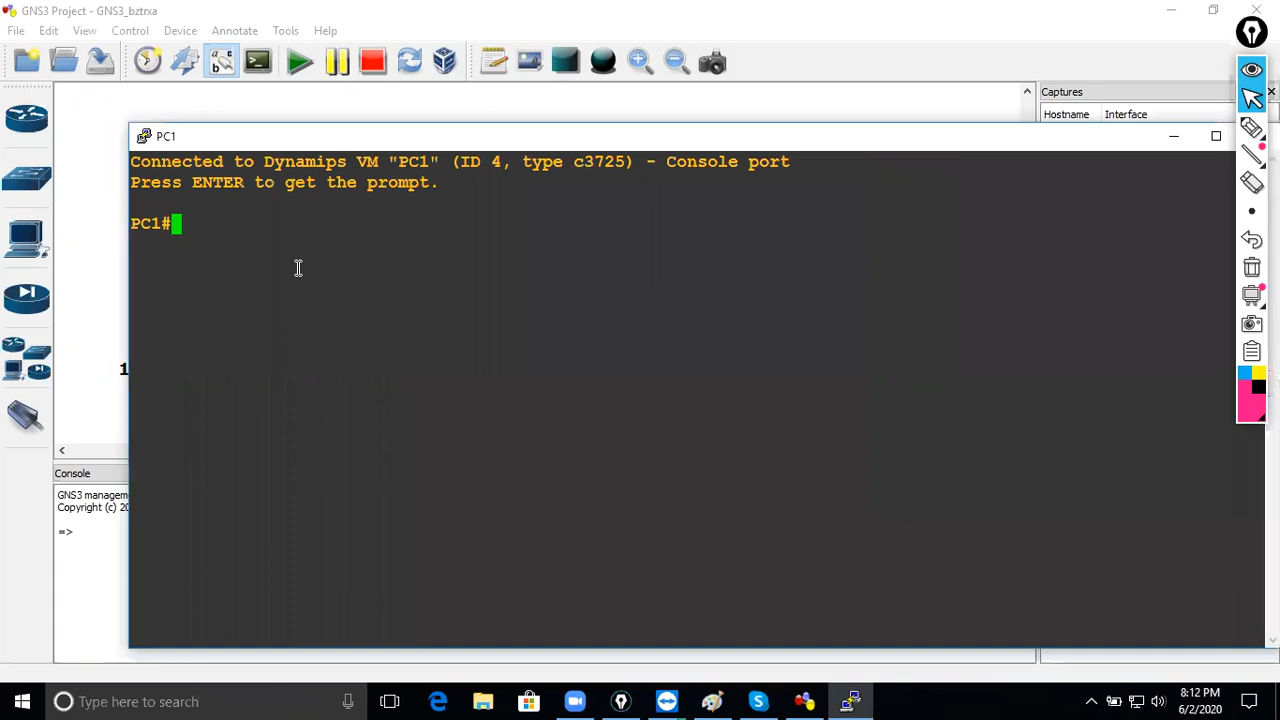 GNS3 Project - GNS3_bztrxa
File Edit View Control Device Annotate Tools Help
Captures
Hostname Interface
PC1
Connected to Dynamips VM "PC1" (ID 4, type c3725) - Console port
Press ENTER to get the prompt.
PC1#
1
Console
GNS3 managem
Copyright (c) 20
=>
Type here to search
8:12 PM
6/2/2020